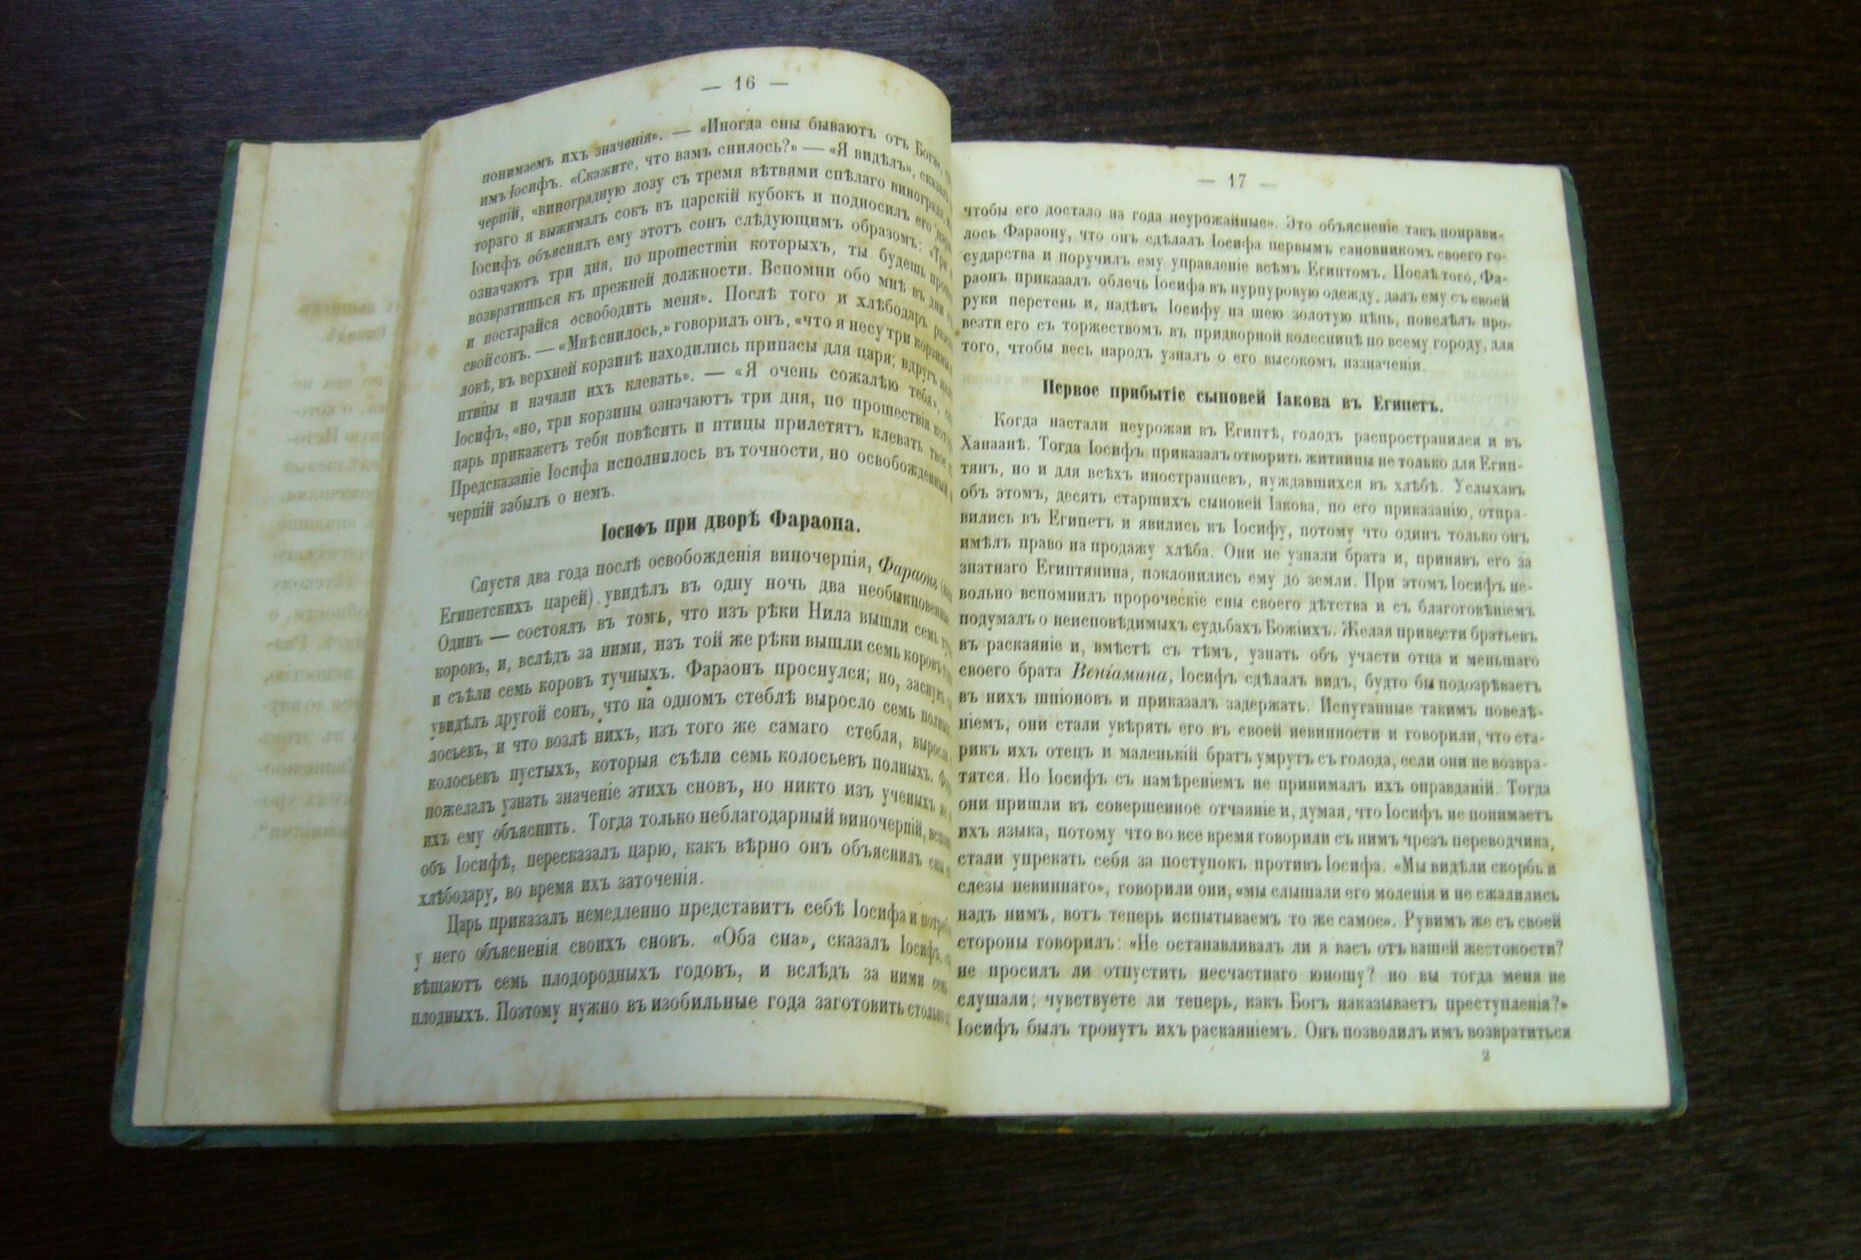 — 16 —
понимаемъ ихъ значенія». — «Иногда сны бываютъ отъ Бога»,
имъ Іосифъ. «Скажите, что вамъ снилось?» — «Я видѣлъ»,
черпій, «виноградную лозу съ тремя вѣтвями спѣлаго винограда,
тораго я выжималъ сокъ въ царскій кубокъ и подносилъ его
Іосифъ объяснилъ ему этотъ сонъ слѣдующимъ образомъ: «Три
означаютъ три дня, по прошествіи которыхъ, ты будешь
возвратишься къ прежней должности. Вспомни обо мнѣ въ
и постарайся освободить меня». Послѣ того и хлѣбодаръ
свой сонъ. — «Мнѣ снилось,» говорилъ онъ, «что я несу три корзины
ловѣ, въ верхней корзинѣ находились припасы для царя; вдругъ
птицы и начали ихъ клевать». — «Я очень сожалѣю тебя»,
Іосифъ, «но, три корзины означаютъ три дня, по прошествіи
царь прикажетъ тебя повѣсить и птицы прилетятъ клевать твое
Предсказаніе Іосифа исполнилось въ точности, но освобожденный
черпій забылъ о немъ.
Іосифъ при дворѣ Фараона.
Спустя два года послѣ освобожденія виночерпія, Фараонъ
Египетскихъ царей) увидѣлъ въ одну ночь два необыкновенные
Одинъ — состоялъ въ томъ, что изъ рѣки Нила вышли семь
коровъ, и, вслѣдъ за ними, изъ той же рѣки вышли семь коровъ
и съѣли семь коровъ тучныхъ. Фараонъ проснулся; но, заснувъ
увидѣлъ другой сонъ, что на одномъ стеблѣ выросло семь полныхъ
лосьевъ, и что возлѣ нихъ, изъ того же самаго стебля, выросли
колосьевъ пустыхъ, которыя съѣли семь колосьевъ полныхъ.
пожелалъ узнать значеніе этихъ сновъ, но никто изъ ученыхъ не
ихъ ему объяснить. Тогда только неблагодарный виночерпій,
объ Іосифѣ, пересказалъ царю, какъ вѣрно онъ объяснилъ сны
хлѣбодару, во время ихъ заточенія.
Царь приказалъ немедленно представить себѣ Іосифа и
у него объясненія своихъ сновъ. «Оба сна», сказалъ Іосифъ,
вѣщаютъ семь плодородныхъ годовъ, и вслѣдъ за ними семь
плодныхъ. Поэтому нужно въ изобильные года заготовить столько
— 17 —
чтобы его достало на года неурожайные». Это объясненіе такъ понрави-
лось Фараону, что онъ сдѣлалъ Іосифа первымъ сановникомъ своего го-
сударства и поручилъ ему управленіе всѣмъ Египтомъ. Послѣ того, Фа-
раонъ приказалъ облечь Іосифа въ пурпуровую одежду, далъ ему съ своей
руки перстень и, надѣвъ Іосифу на шею золотую цѣпь, повелѣлъ про-
везти его съ торжествомъ въ придворной колесницѣ по всему городу, для
того, чтобы весь народъ узналъ о его высокомъ назначеніи.
Первое прибытіе сыновей Іакова въ Египетъ.
Когда настали неурожаи въ Египтѣ, голодъ распространился и въ
Ханаанѣ. Тогда Іосифъ приказалъ отворить житницы не только для Егип-
тянъ, но и для всѣхъ иностранцевъ, нуждавшихся въ хлѣбѣ. Услыхавъ
объ этомъ, десять старшихъ сыновей Іакова, по его приказанію, отпра-
вились въ Египетъ и явились къ Іосифу, потому что одинъ только онъ
имѣлъ право на продажу хлѣба. Они не узнали брата и, принявъ его за
знатнаго Египтянина, поклонились ему до земли. При этомъ Іосифъ не-
вольно вспомнилъ пророческіе сны своего дѣтства и съ благоговѣніемъ
подумалъ о неисповѣдимыхъ судьбахъ Божіихъ. Желая привести братьевъ
въ раскаяніе и, вмѣстѣ съ тѣмъ, узнать объ участи отца и меньшаго
своего брата Веніамина, Іосифъ сдѣлалъ видъ, будто бы подозрѣваетъ
въ нихъ шпіоновъ и приказалъ задержать. Испуганные такимъ повелѣ-
ніемъ, они стали увѣрять его въ своей невинности и говорили, что ста-
рикъ ихъ отецъ и маленькій братъ умрутъ съ голода, если они не возвра-
тятся. Но Іосифъ съ намѣреніемъ не принималъ ихъ оправданій. Тогда
они пришли въ совершенное отчаяніе и, думая, что Іосифъ не понимаетъ
ихъ языка, потому что во все время говорили съ нимъ чрезъ переводчика,
стали упрекать себя за поступокъ противъ Іосифа. «Мы видѣли скорбь и
слезы невиннаго», говорили они, «мы слышали его моленія и не сжалились
надъ нимъ, вотъ теперь испытываемъ то же самое». Рувимъ же съ своей
стороны говорилъ: «Не останавливалъ ли я васъ отъ вашей жестокости?
не просилъ ли отпустить несчастнаго юношу? но вы тогда меня не
слушали; чувствуете ли теперь, какъ Богъ наказываетъ преступленія?»
Іосифъ былъ тронутъ ихъ раскаяніемъ. Онъ позволилъ имъ возвратиться
2